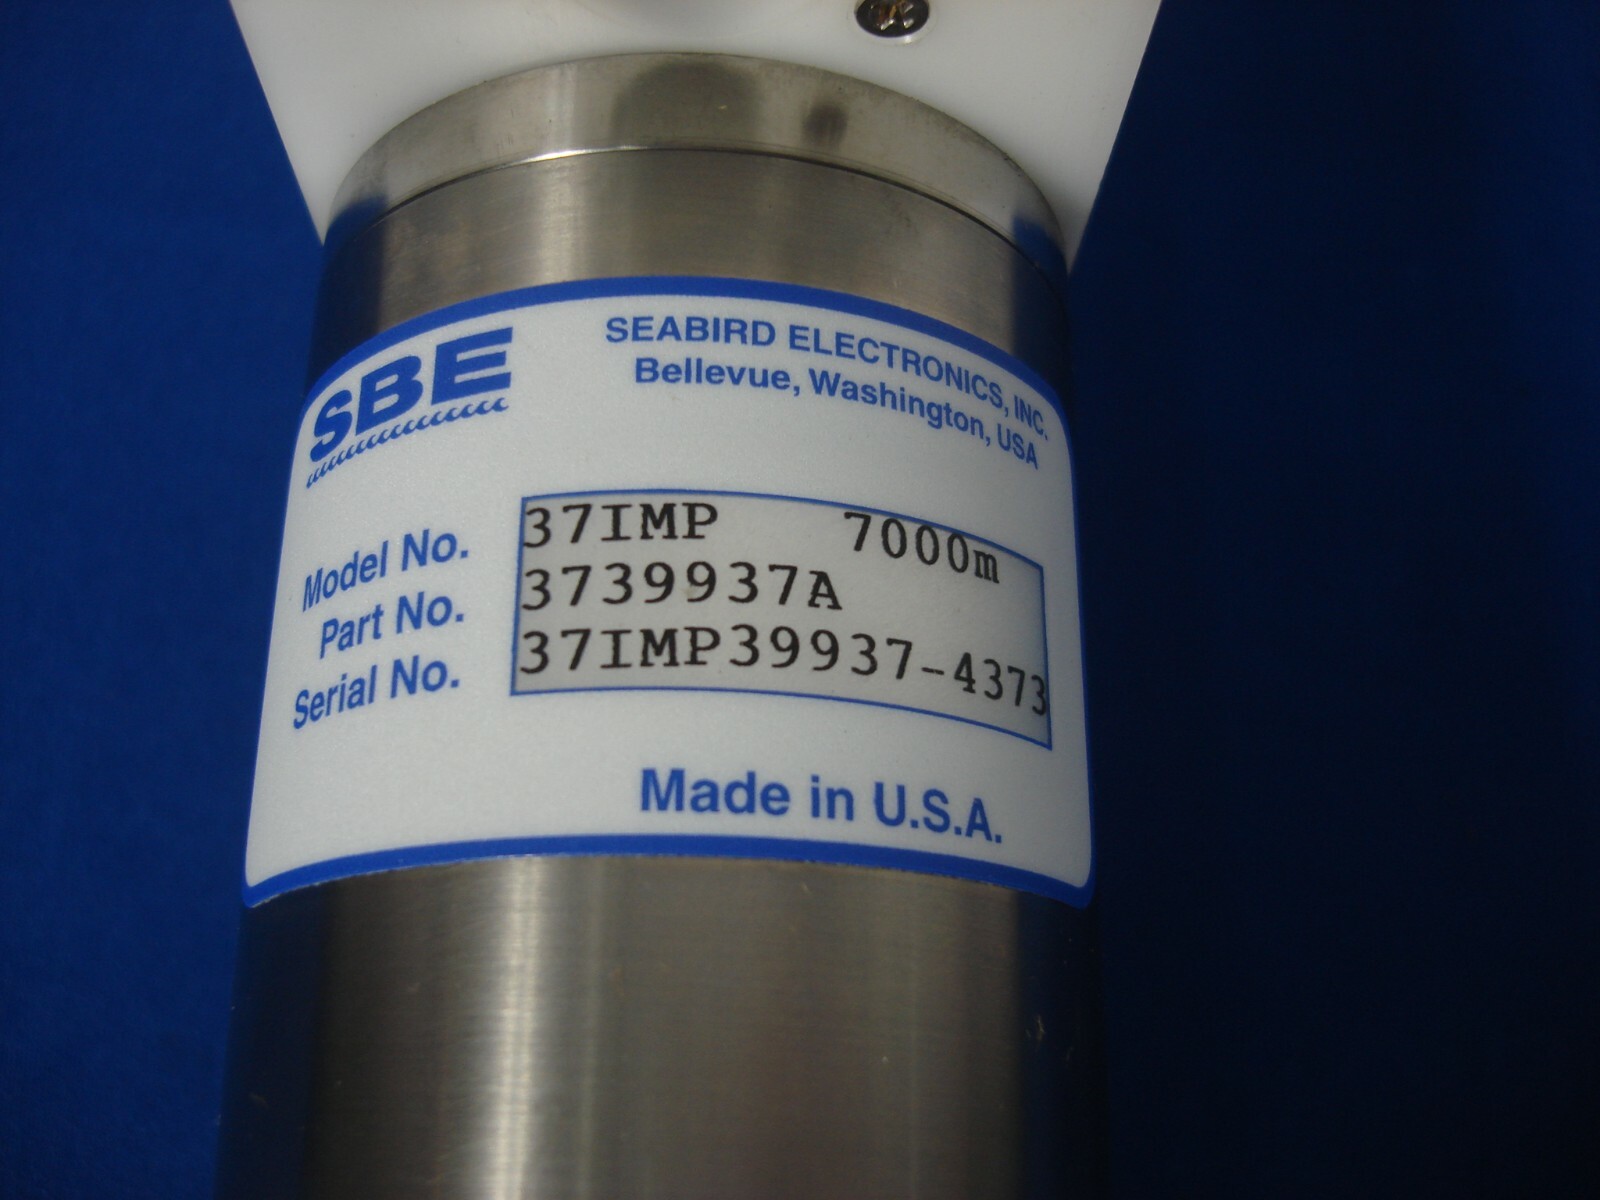 SBE
SEABIRD ELECTRONICS, INC.
Bellevue, Washington, USA
Model No. 37IMP 7000m
Part No. 3739937A
Serial No. 37IMP39937-4373
Made in U.S.A.